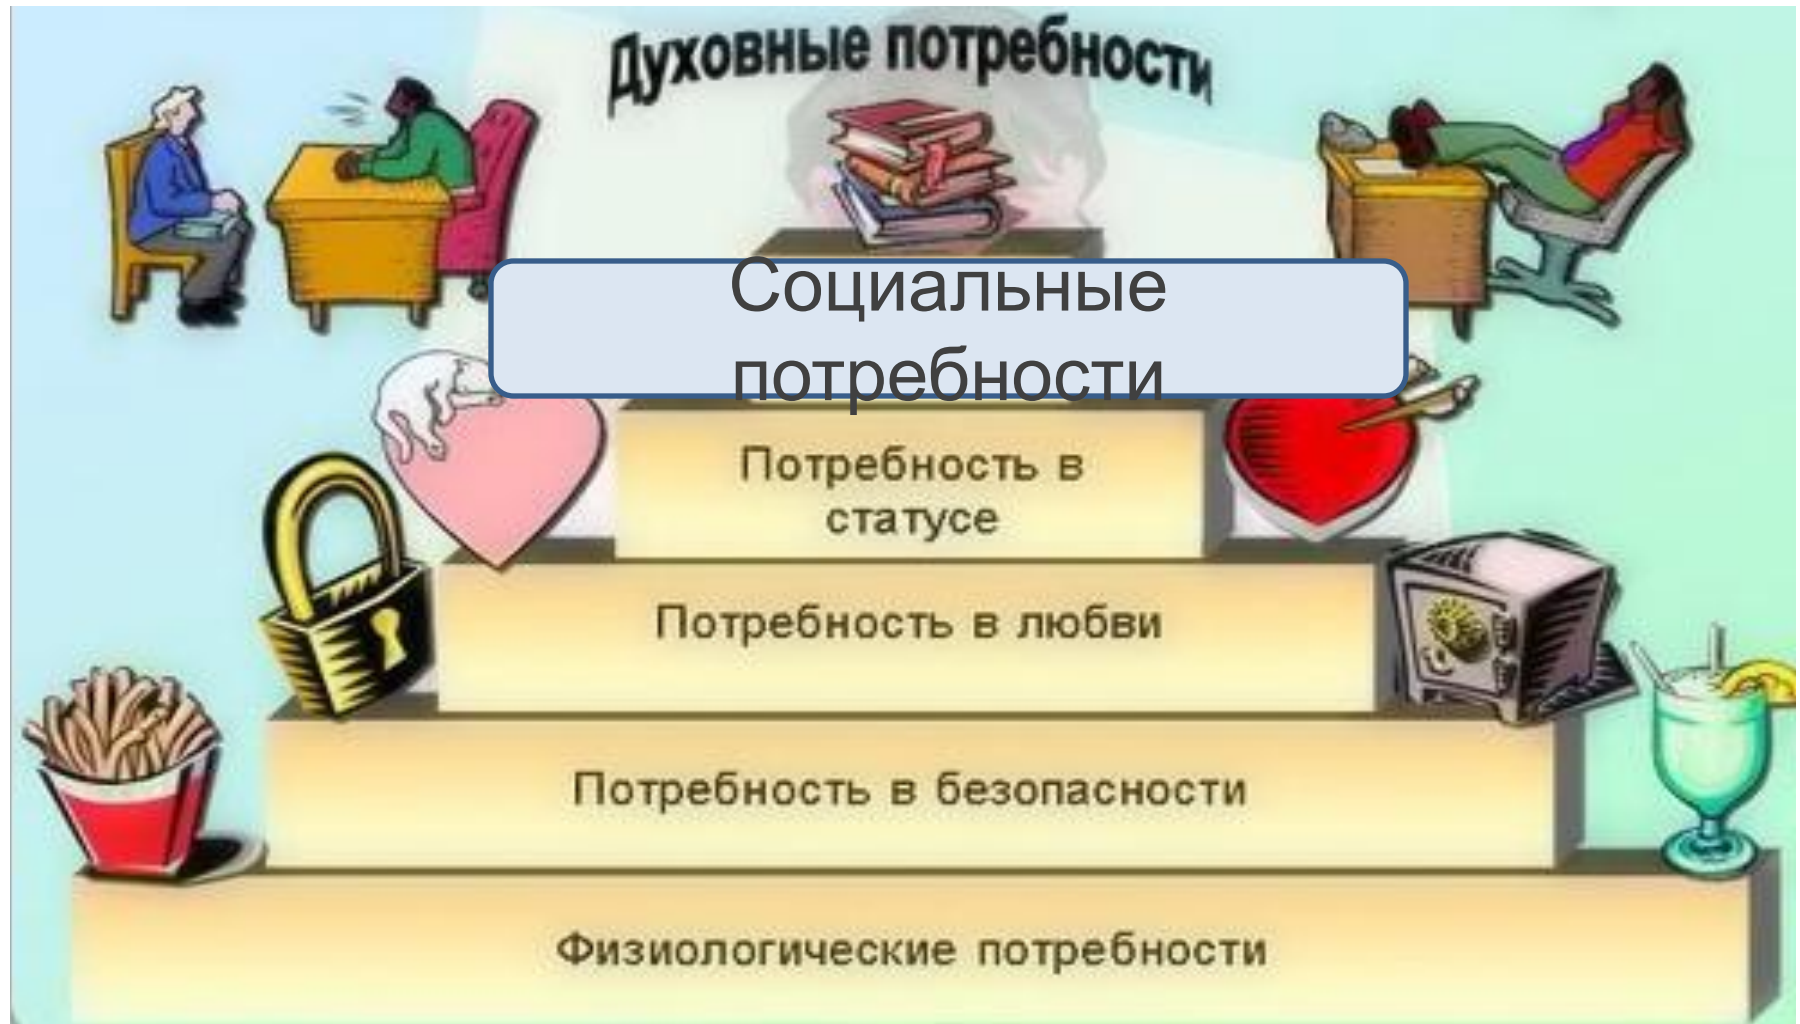 Духовные потребности
Социальные
потребности
Потребность в
статусе
Потребность в любви
Потребность в безопасности
Физиологические потребности